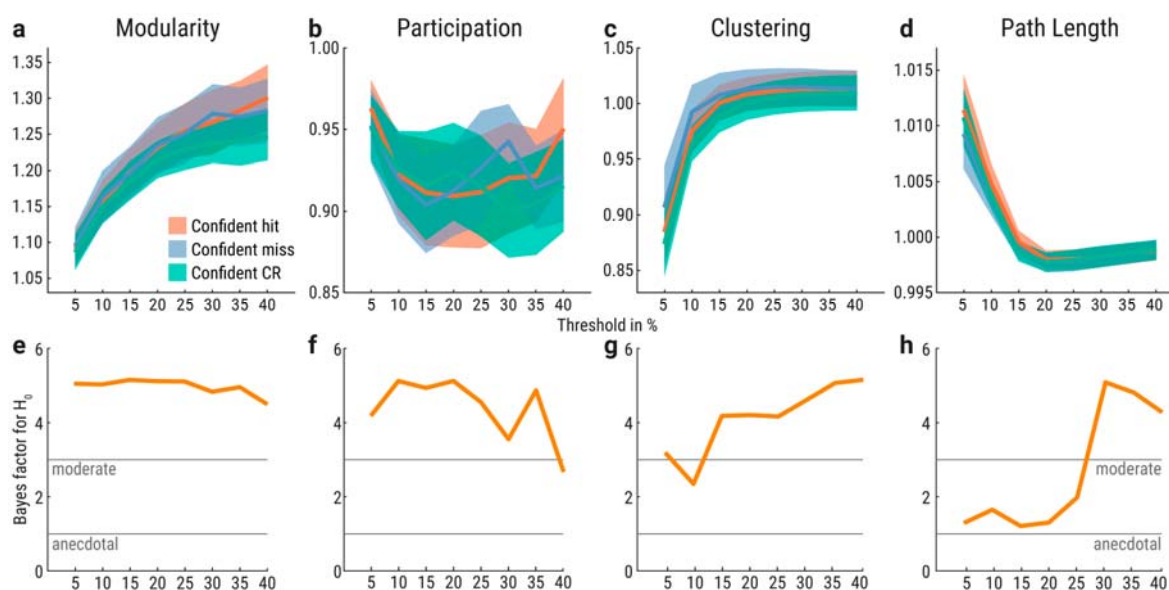 a Modularity
1.35
1.30
1.25
1.20
1.15
1.10
1.05
5 10 15 20 25 30 35 40
Confident hit
Confident miss
Confident CR
b Participation
1.00
0.95
0.90
0.85
5 10 15 20 25 30 35 40
c Clustering
1.05
1.00
0.95
0.90
0.85
5 10 15 20 25 30 35 40
d Path Length
1.015
1.010
1.005
1.000
0.995
5 10 15 20 25 30 35 40
Threshold in %
e
Bayes factor for H0
6
4
2
0
moderate
anecdotal
5 10 15 20 25 30 35 40
f
6
4
2
0
5 10 15 20 25 30 35 40
g
6
4
2
0
5 10 15 20 25 30 35 40
h
6
4
2
0
moderate
anecdotal
5 10 15 20 25 30 35 40